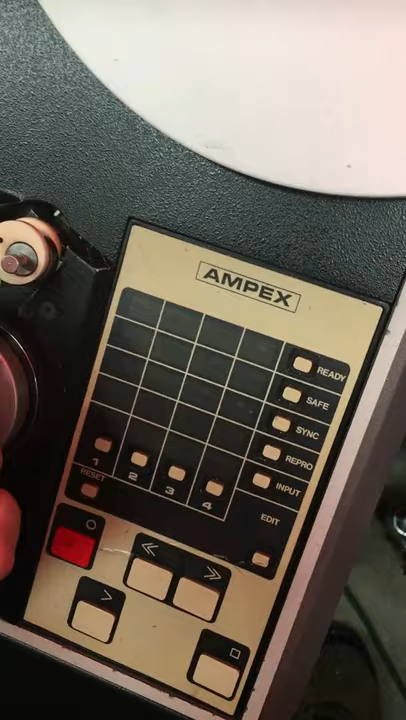 AMPEX
READY
SAFE
SYNC
REPRO
INPUT
1 2 3 4
RESET
EDIT